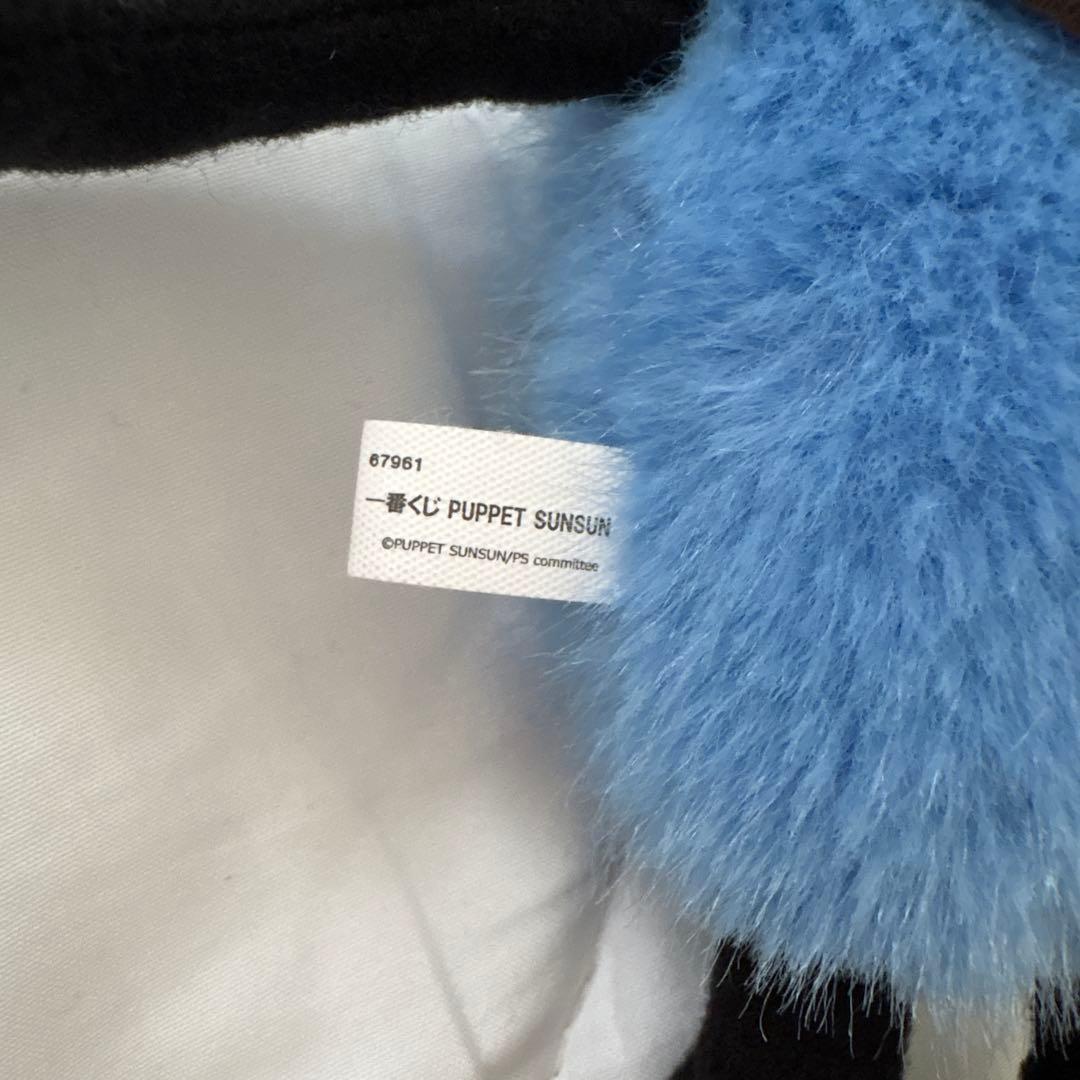 67961
一番くじ PUPPET SUNSUN
©PUPPET SUNSUN/PS committee